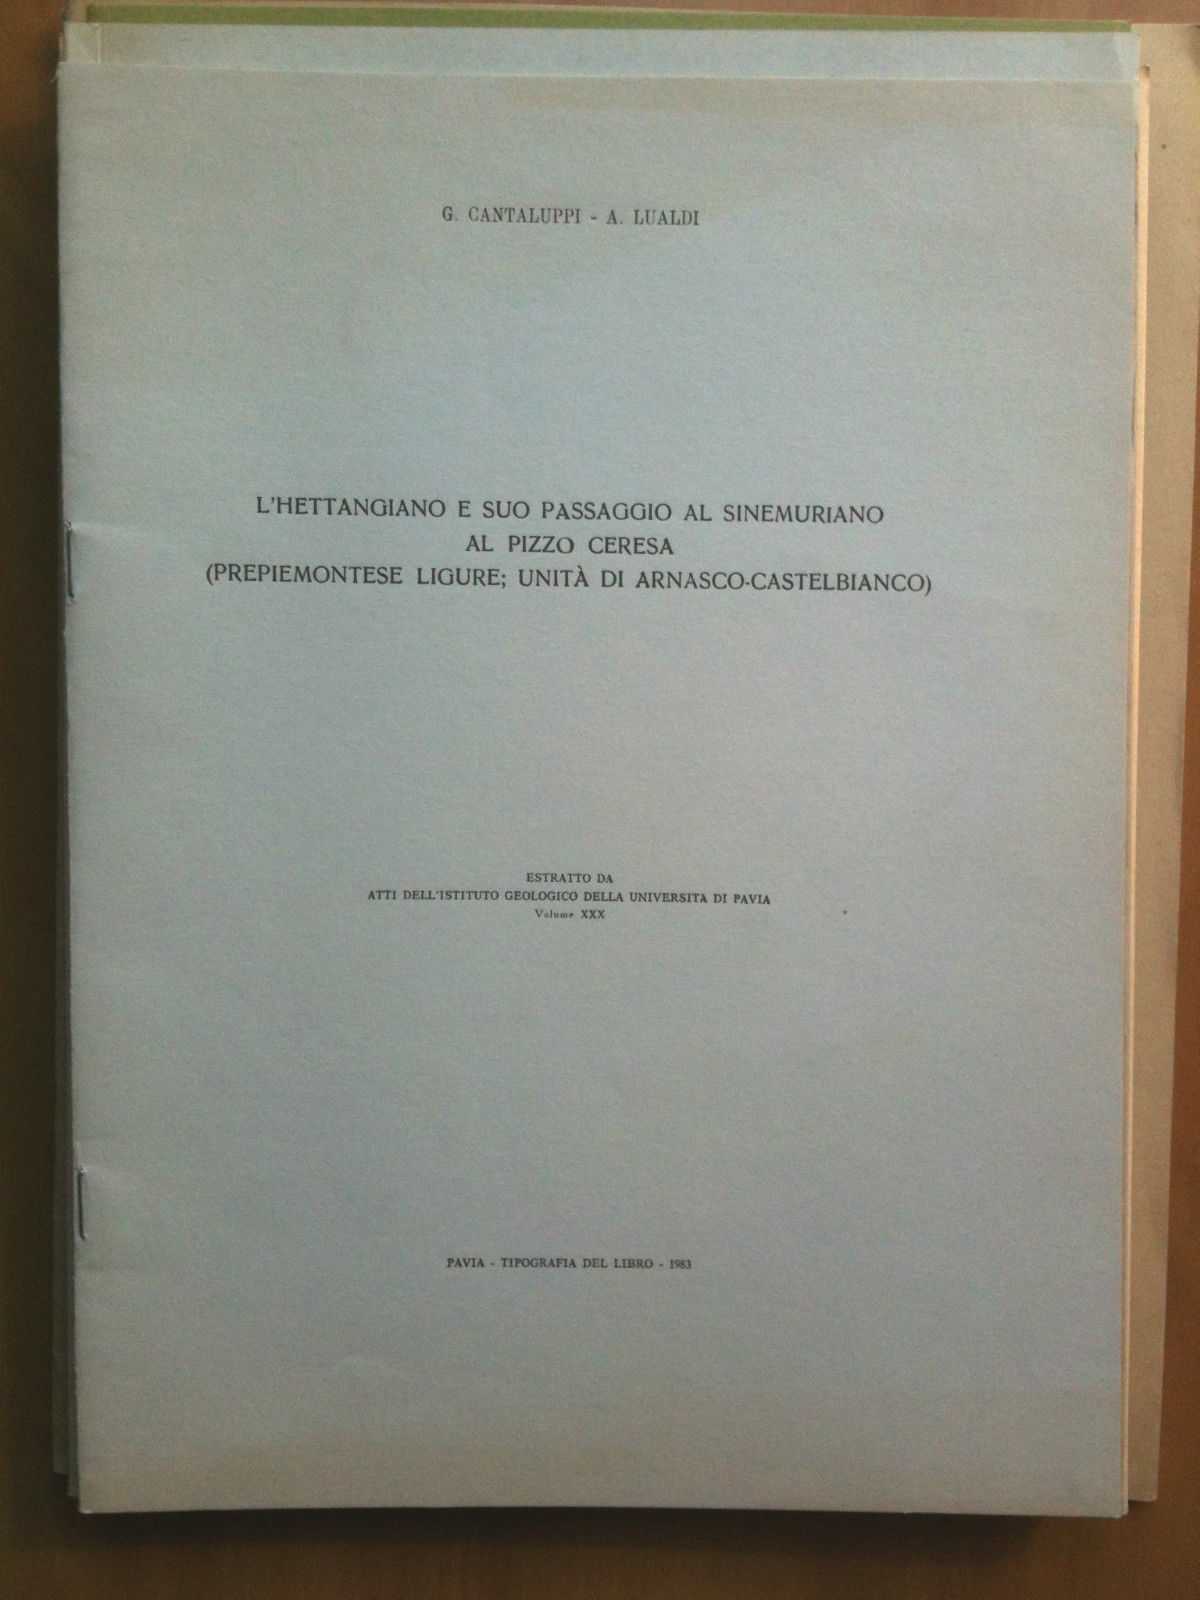 G. CANTALUPPI - A. LUALDI
L'HETTANGIANO E SUO PASSAGGIO AL SINEMURIANO
AL PIZZO CERESA
(PREPIEMONTESE LIGURE; UNITÀ DI ARNASCO-CASTELBIANCO)
ESTRATTO DA
ATTI DELL'ISTITUTO GEOLOGICO DELLA UNIVERSITÀ DI PAVIA
Volume XXX
PAVIA - TIPOGRAFIA DEL LIBRO - 1983